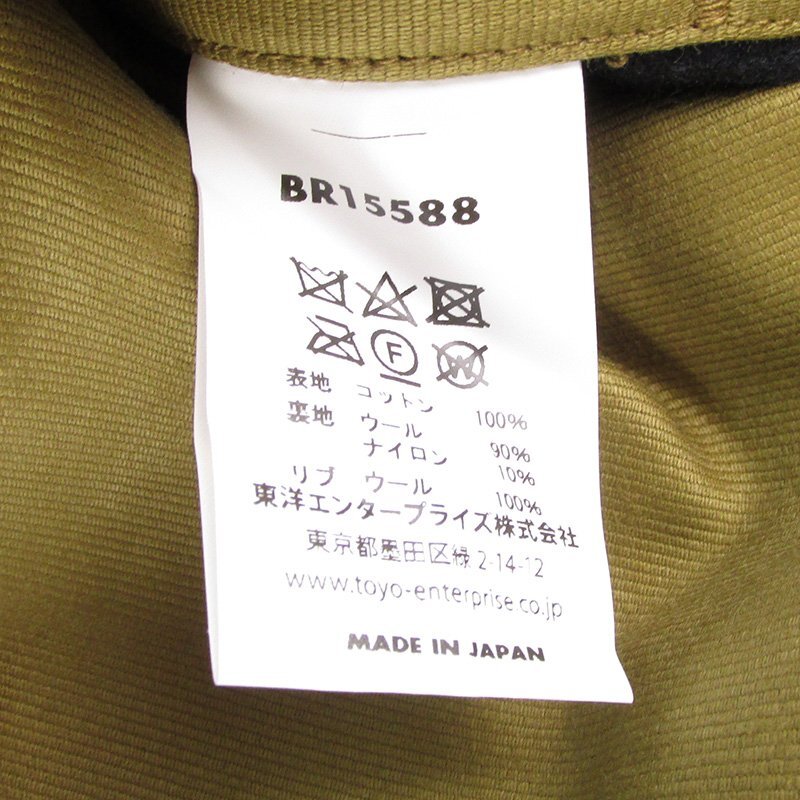 BR15588
F W
表地 コットン 100%
裏地 ウール 90%
ナイロン 10%
リブ ウール 100%
東洋エンタープライズ株式会社
東京都墨田区緑2-14-12
www.toyo-enterprise.co.jp
MADE IN JAPAN